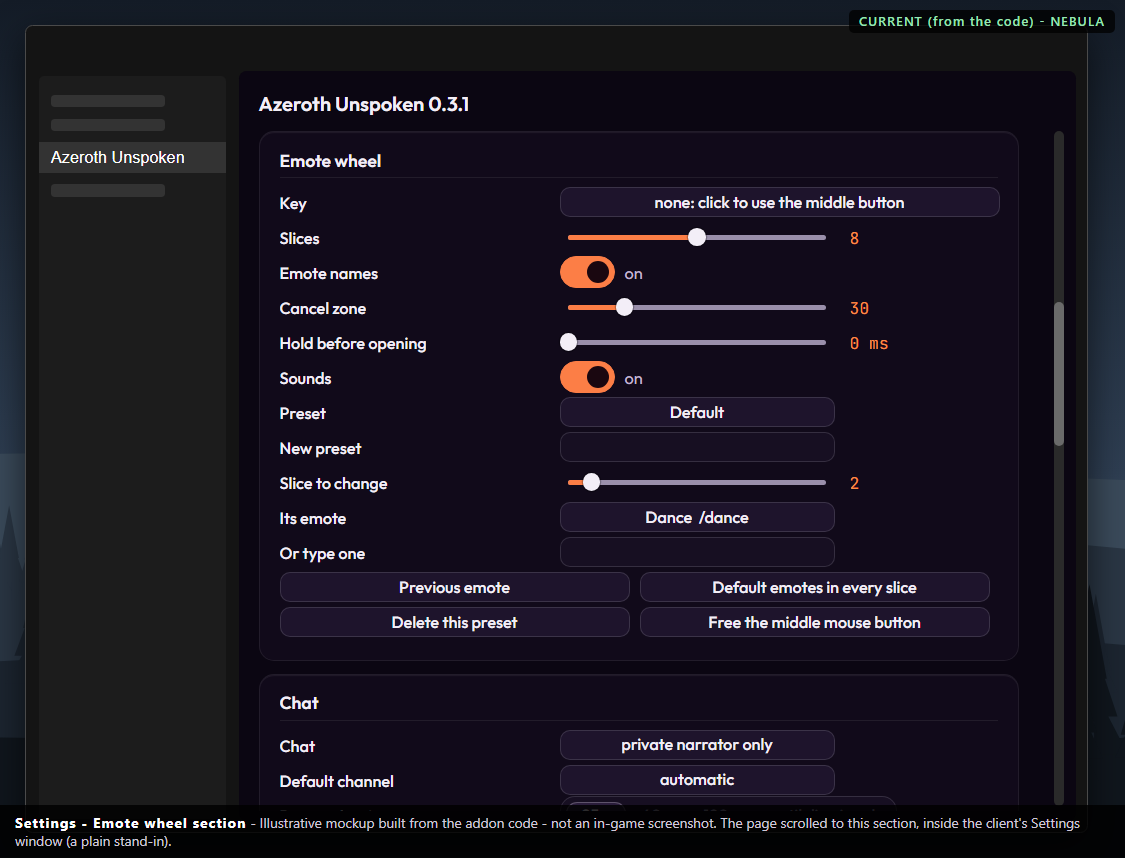 CURRENT (from the code) - NEBULA
Azeroth Unspoken 0.3.1
Azeroth Unspoken
Emote wheel
Key none: click to use the middle button
Slices 8
Emote names on
Cancel zone 30
Hold before opening 0 ms
Sounds on
Preset Default
New preset
Slice to change 2
Its emote Dance /dance
Or type one
Previous emote Default emotes in every slice
Delete this preset Free the middle mouse button
Chat
Chat private narrator only
Default channel automatic
Settings - Emote wheel section - Illustrative mockup built from the addon code - not an in-game screenshot. The page scrolled to this section, inside the client's Settings
window (a plain stand-in).